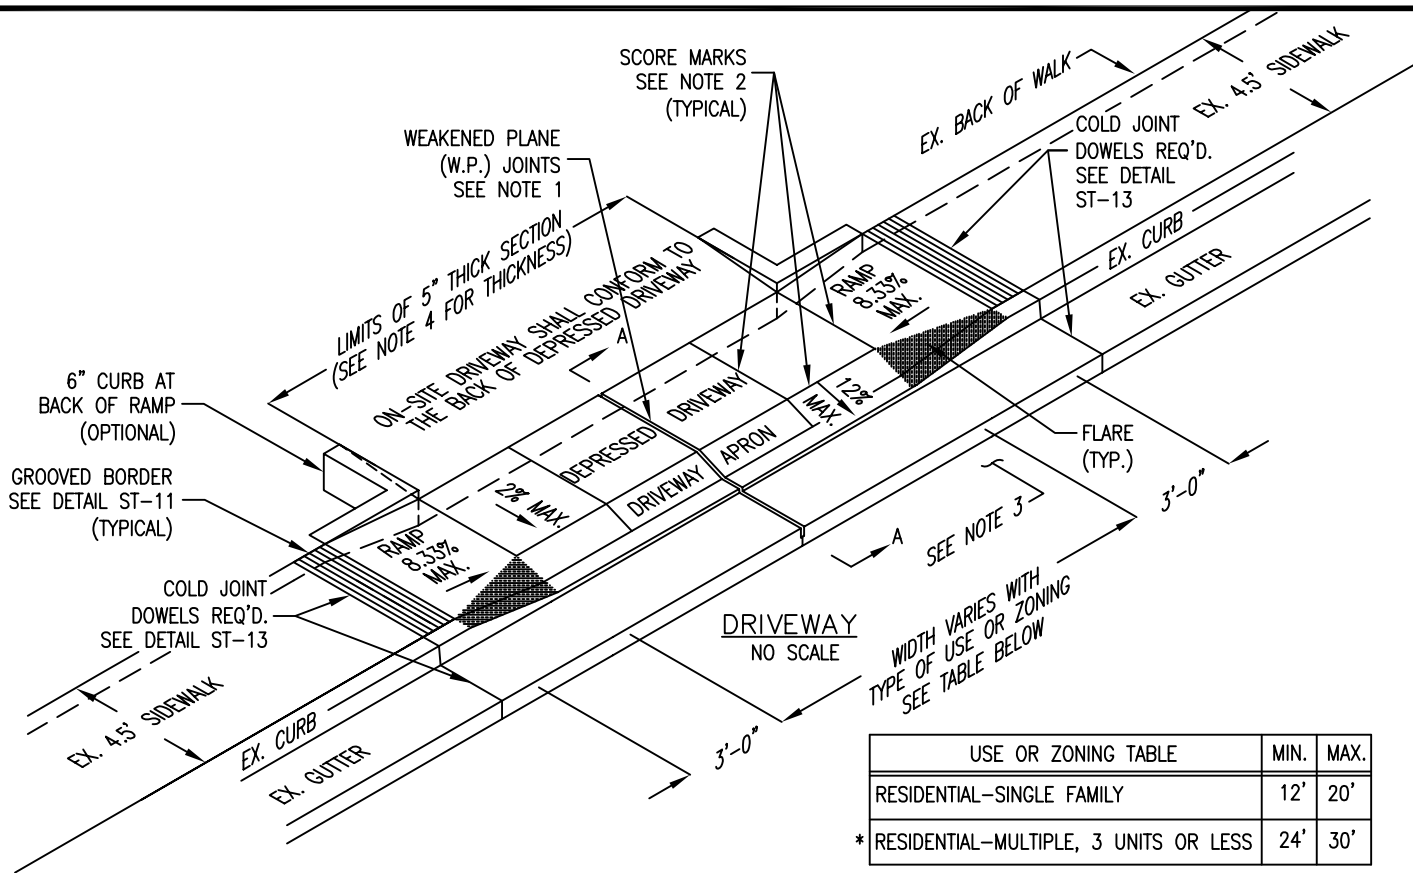 SCORE MARKS
SEE NOTE 2
(TYPICAL)
EX. BACK OF WALK
EX. 4.5' SIDEWALK
WEAKENED PLANE
(W.P.) JOINTS
SEE NOTE 1
COLD JOINT
DOWELS REQ'D.
SEE DETAIL
ST-13
LIMITS OF 5" THICK SECTION
(SEE NOTE 4 FOR THICKNESS)
ON-SITE DRIVEWAY SHALL CONFORM TO
THE BACK OF DEPRESSED DRIVEWAY
A
RAMP
8.33%
MAX.
EX. CURB
EX. GUTTER
6" CURB AT
BACK OF RAMP
(OPTIONAL)
DEPRESSED
DRIVEWAY
12%
MAX.
DRIVEWAY
APRON
FLARE
(TYP.)
GROOVED BORDER
SEE DETAIL ST-11
(TYPICAL)
2% MAX.
RAMP
8.33%
MAX.
3'-0"
SEE NOTE 3
A
COLD JOINT
DOWELS REQ'D.
SEE DETAIL ST-13
DRIVEWAY
NO SCALE
WIDTH VARIES WITH
TYPE OF USE OR ZONING
SEE TABLE BELOW
EX. 4.5' SIDEWALK
EX. CURB
EX. GUTTER
3'-0"
USE OR ZONING TABLE MIN. MAX.
RESIDENTIAL-SINGLE FAMILY 12' 20'
* RESIDENTIAL-MULTIPLE, 3 UNITS OR LESS 24' 30'